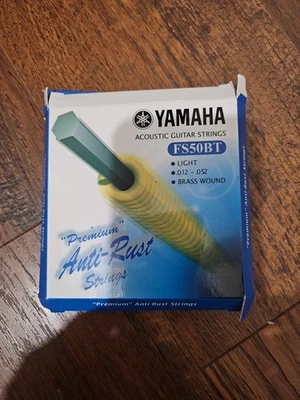 YAMAHA
ACOUSTIC GUITAR STRINGS
FS50BT
• LIGHT
• .012 - .052
• BRASS WOUND
"Premium"
Anti-Rust
Strings
"Premium" Anti-Rust Strings